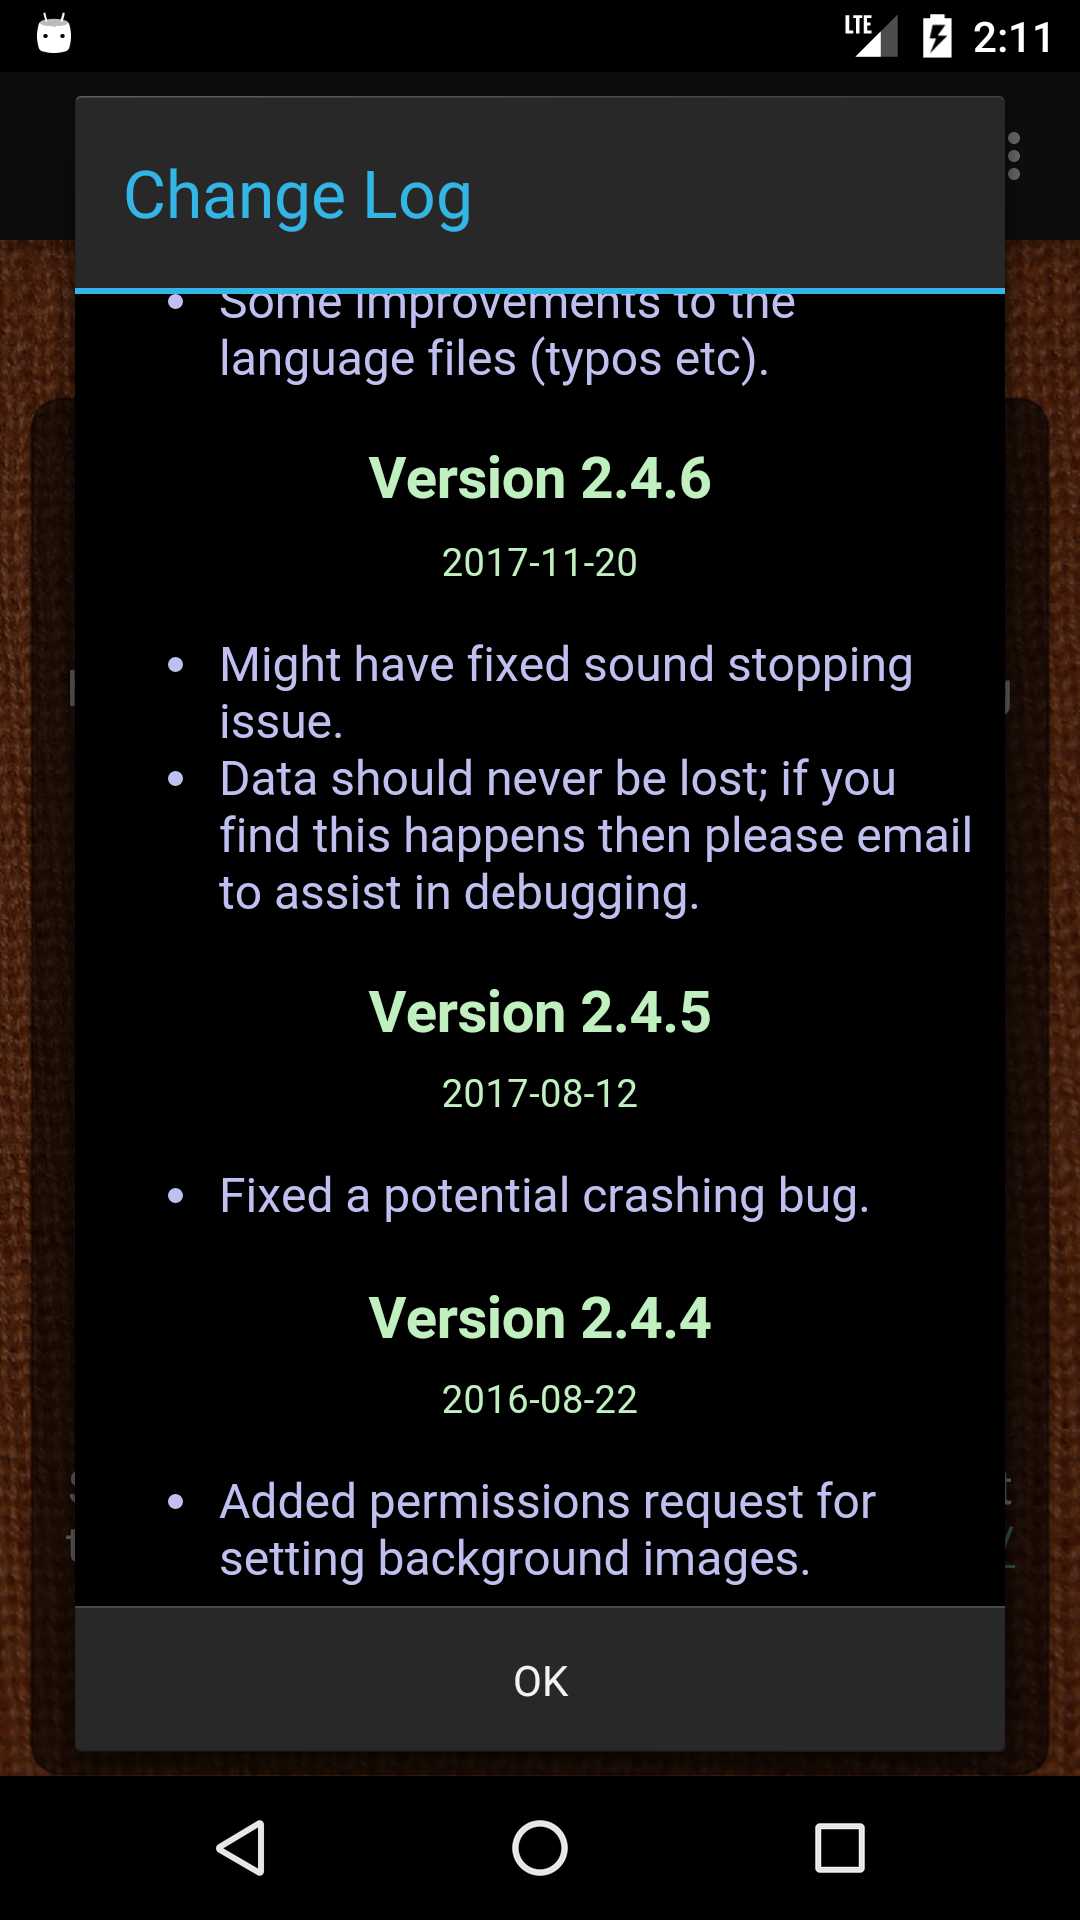 LTE 2:11
Change Log
Some improvements to the
language files (typos etc).
Version 2.4.6
2017-11-20
Might have fixed sound stopping
issue.
Data should never be lost; if you
find this happens then please email
to assist in debugging.
Version 2.4.5
2017-08-12
Fixed a potential crashing bug.
Version 2.4.4
2016-08-22
Added permissions request for
setting background images.
OK